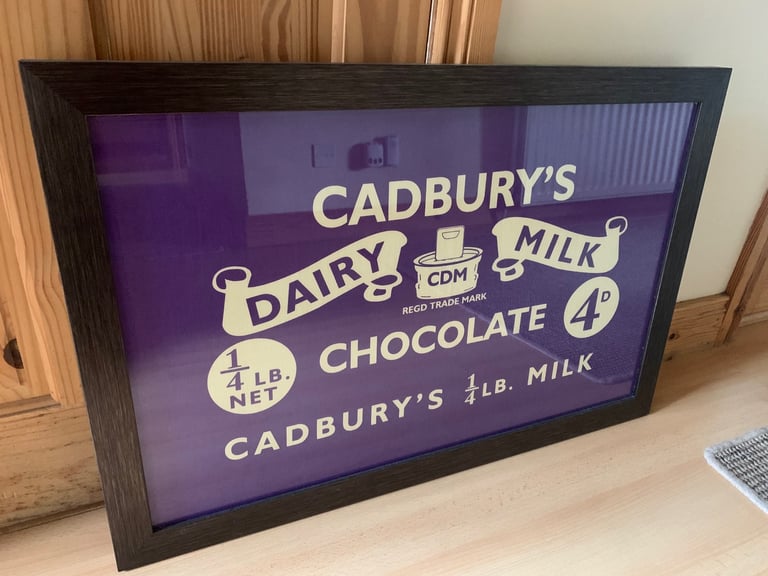 CADBURY'S
DAIRY MILK
CDM
REGD TRADE MARK
CHOCOLATE
4D
1/4 LB.
NET
CADBURY'S 1/4 LB. MILK